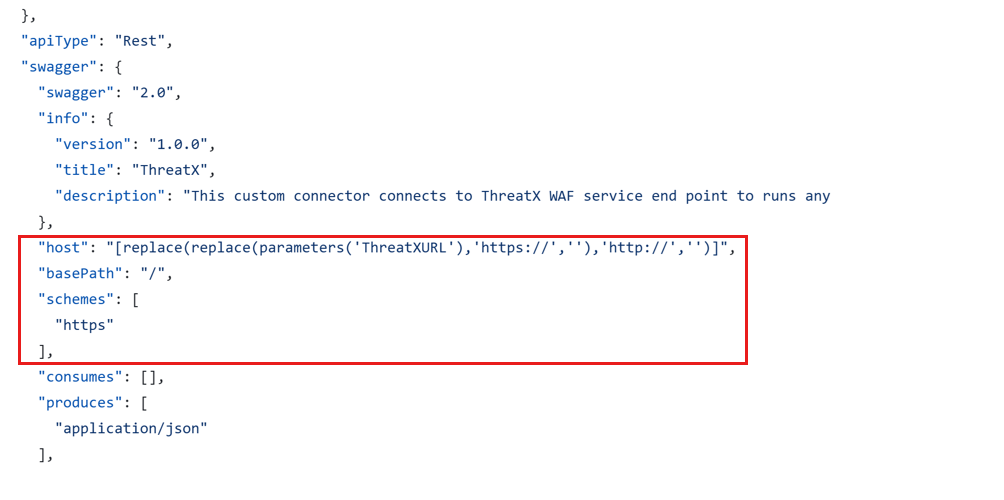 },
"apiType": "Rest",
"swagger": {
"swagger": "2.0",
"info": {
"version": "1.0.0",
"title": "ThreatX",
"description": "This custom connector connects to ThreatX WAF service end point to runs any
},
"host": "[replace(replace(parameters('ThreatXURL'),'https://',''),'http://','')]",
"basePath": "/",
"schemes": [
"https"
],
"consumes": [],
"produces": [
"application/json"
],